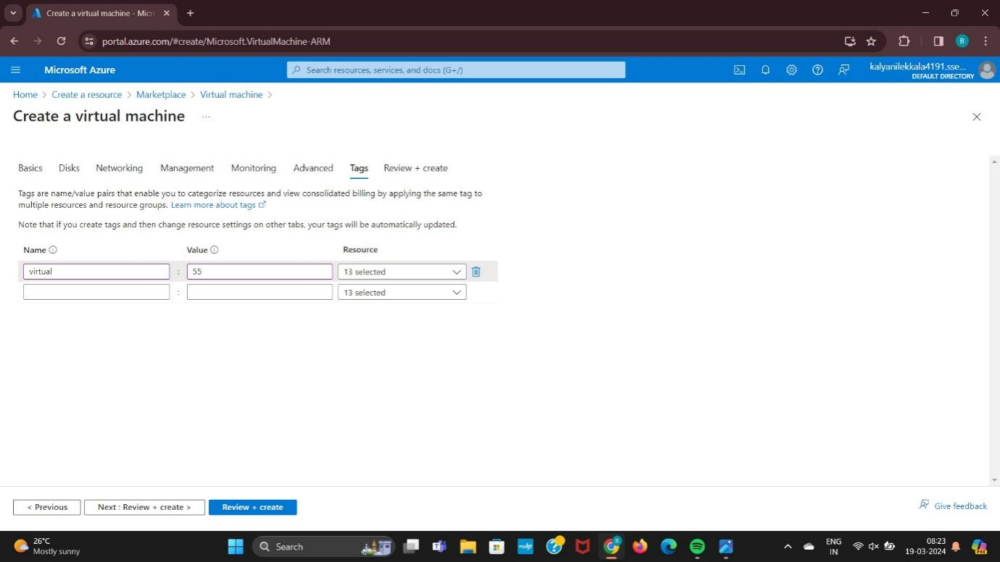 Create a virtual machine - Micr
portal.azure.com/#create/Microsoft.VirtualMachine-ARM
B
Microsoft Azure
Search resources, services, and docs (G+/)
kalyanilekkala4191.sse...
DEFAULT DIRECTORY
Home > Create a resource > Marketplace > Virtual machine >
Create a virtual machine ...
Basics Disks Networking Management Monitoring Advanced Tags Review + create
Tags are name/value pairs that enable you to categorize resources and view consolidated billing by applying the same tag to
multiple resources and resource groups. Learn more about tags
Note that if you create tags and then change resource settings on other tabs, your tags will be automatically updated.
Name Value Resource
virtual : 55 13 selected
: 13 selected
< Previous Next : Review + create > Review + create Give feedback
26°C
Mostly sunny
Search
ENG
IN
08:23
19-03-2024
PRE